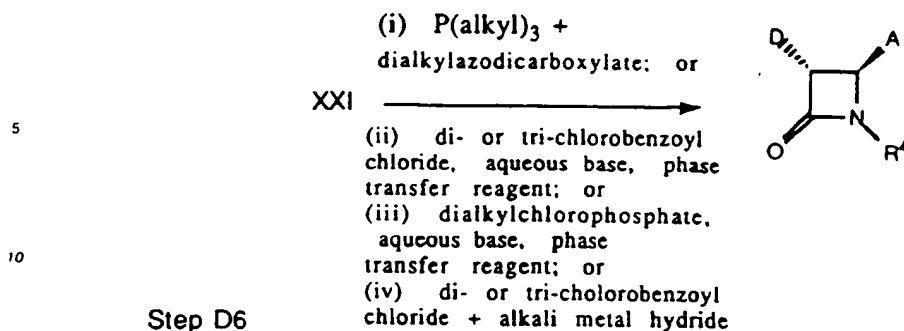 (i) P(alkyl)3 +
dialkylazodicarboxylate; or
XXI
(ii) di- or tri-chlorobenzoyl
chloride, aqueous base, phase
transfer reagent; or
(iii) dialkylchlorophosphate,
aqueous base, phase
transfer reagent; or
(iv) di- or tri-cholorobenzoyl
chloride + alkali metal hydride
D
A
N
O
5
10
Step D6